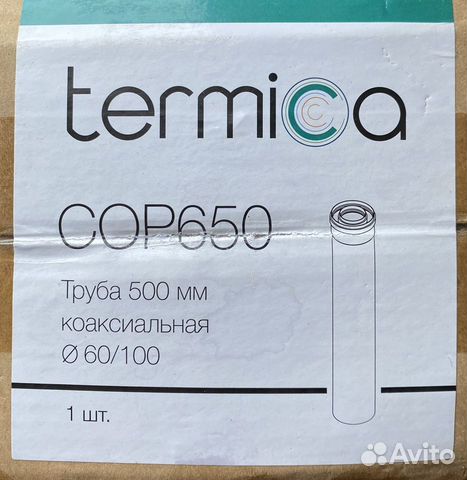 termica
COP650
Труба 500 мм
коаксиальная
Ø 60/100
1 шт.
Avito